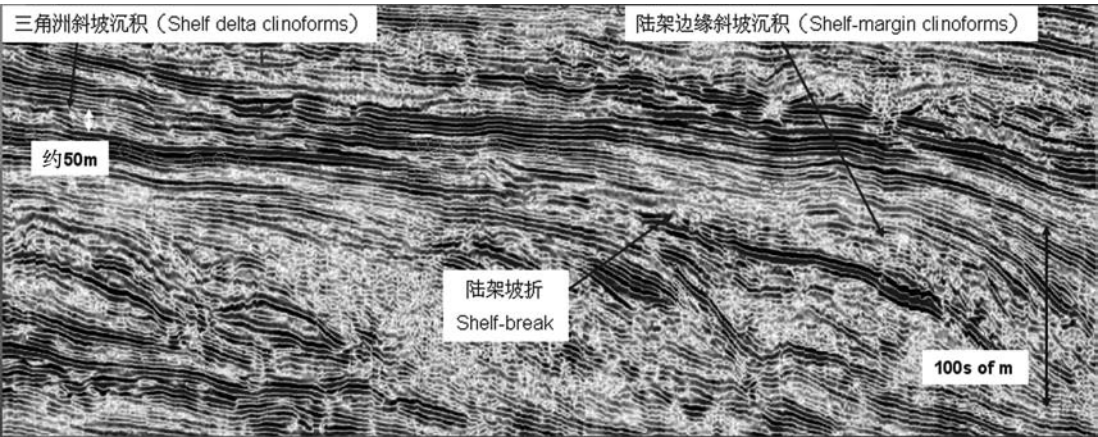 三角洲斜坡沉积（Shelf delta clinoforms）
陆架边缘斜坡沉积（Shelf-margin clinoforms）
约50m
陆架坡折
Shelf-break
100s of m